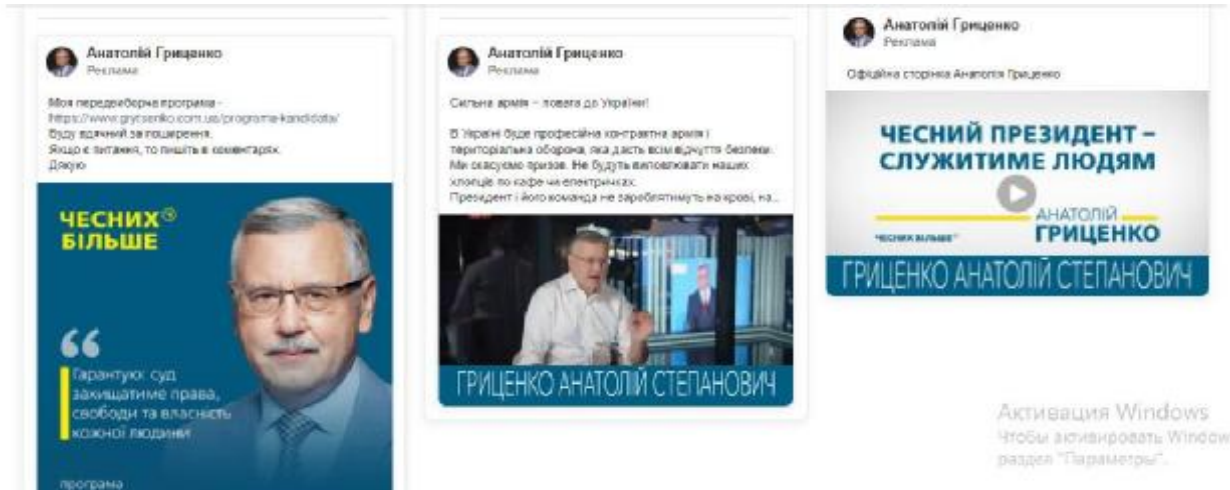 Анатолій Гриценко
Реклама
Моя передвиборча програма -
https://www.grytsenko.com.ua/programa-kandidata/
Буду вдячний за поширення.
Якщо є питання, то пишіть в коментарях.
Дякую
ЧЕСНИХ
БІЛЬШЕ
Гарантую: суд
захищатиме права,
свободи та власність
кожної людини
програма
Анатолій Гриценко
Реклама
Сильна армія – повага до України!
В Україні буде професійна контрактна армія і
територіальна оборона, яка дасть всім відчуття безпеки.
Ми скасуємо призов. Не будуть виловлювати наших
хлопців по кафе чи електричках.
Президент і його команда не зароблятимуть на крові, на...
ГРИЦЕНКО АНАТОЛІЙ СТЕПАНОВИЧ
Анатолій Гриценко
Реклама
Офіційна сторінка Анатолія Гриценко
ЧЕСНИЙ ПРЕЗИДЕНТ –
СЛУЖИТИМЕ ЛЮДЯМ
АНАТОЛІЙ
ГРИЦЕНКО
ЧЕСНИХ БІЛЬШЕ
ГРИЦЕНКО АНАТОЛІЙ СТЕПАНОВИЧ
Активация Windows
Чтобы активировать Window
раздел "Параметры".